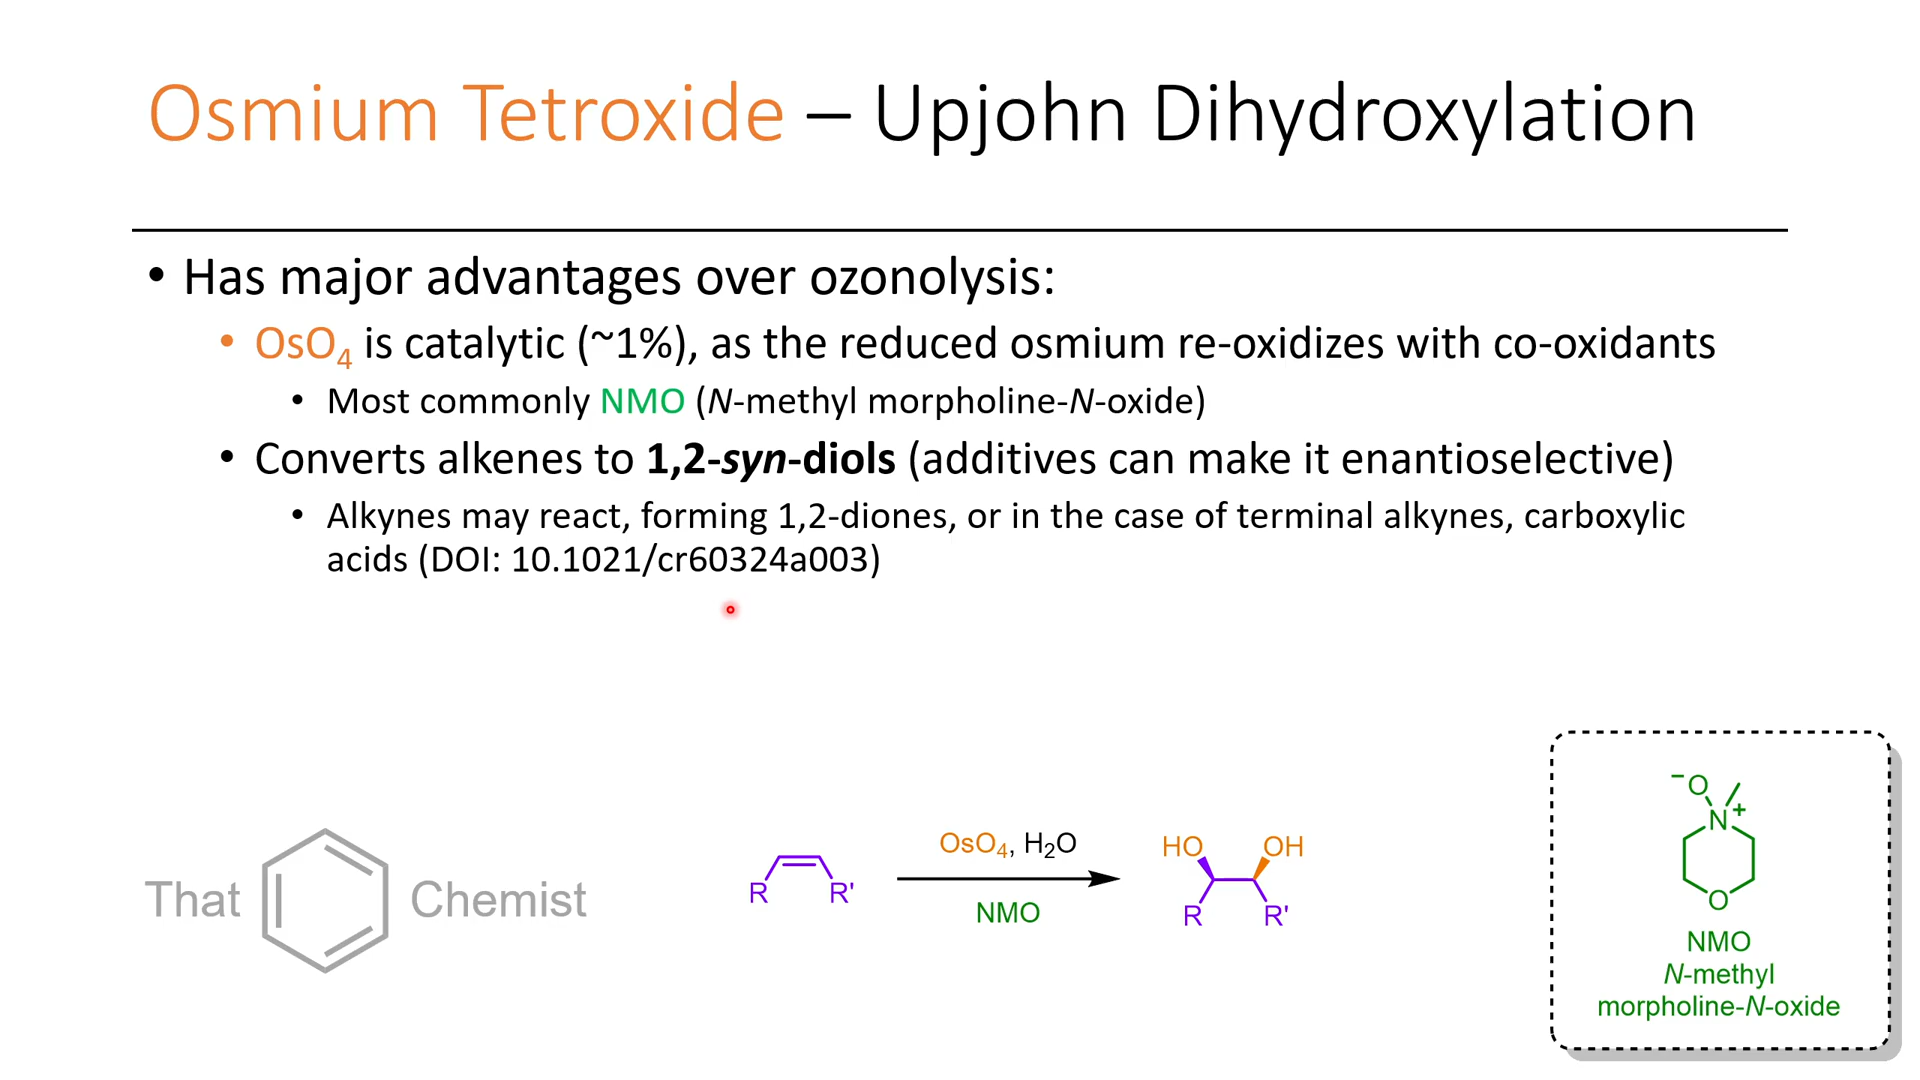 Osmium Tetroxide – Upjohn Dihydroxylation
• Has major advantages over ozonolysis:
• OsO₄ is catalytic (~1%), as the reduced osmium re-oxidizes with co-oxidants
• Most commonly NMO (N-methyl morpholine-N-oxide)
• Converts alkenes to 1,2-syn-diols (additives can make it enantioselective)
• Alkynes may react, forming 1,2-diones, or in the case of terminal alkynes, carboxylic
acids (DOI: 10.1021/cr60324a003)
That Chemist
R R'
OsO₄, H₂O
NMO
HO OH
R R'
⁻O
N⁺
O
NMO
N-methyl
morpholine-N-oxide